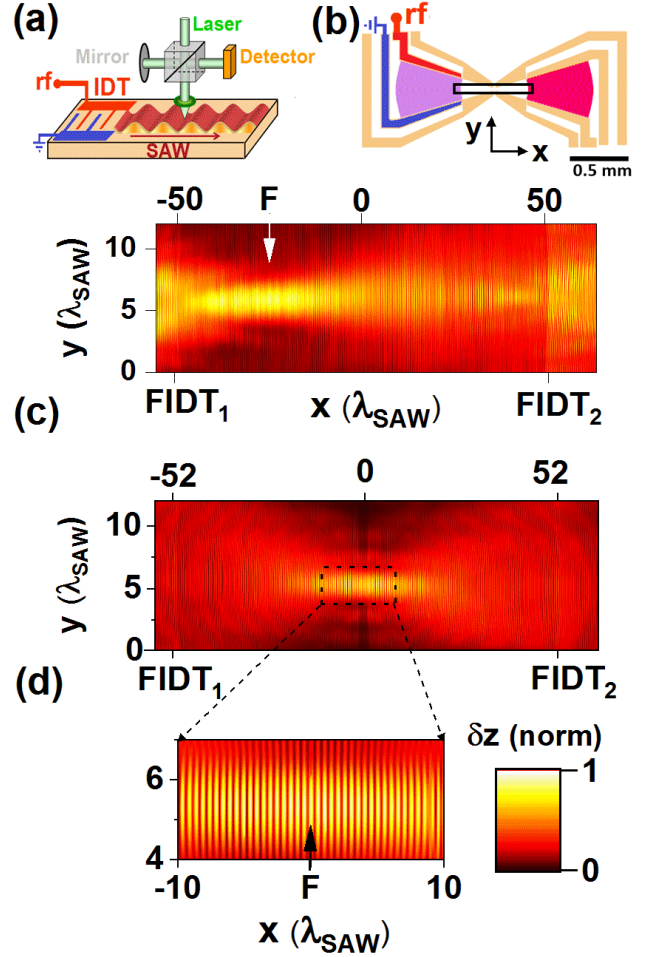 (a)
Laser
Mirror
Detector
rf
IDT
SAW
(b)
rf
y
x
0.5 mm
-50 F 0 50
10
5
0
y (λSAW)
FIDT1 x (λSAW) FIDT2
(c)
-52 0 52
10
5
0
y (λSAW)
FIDT1 FIDT2
(d)
δz (norm)
1
0
6
4
-10 F 10
x (λSAW)